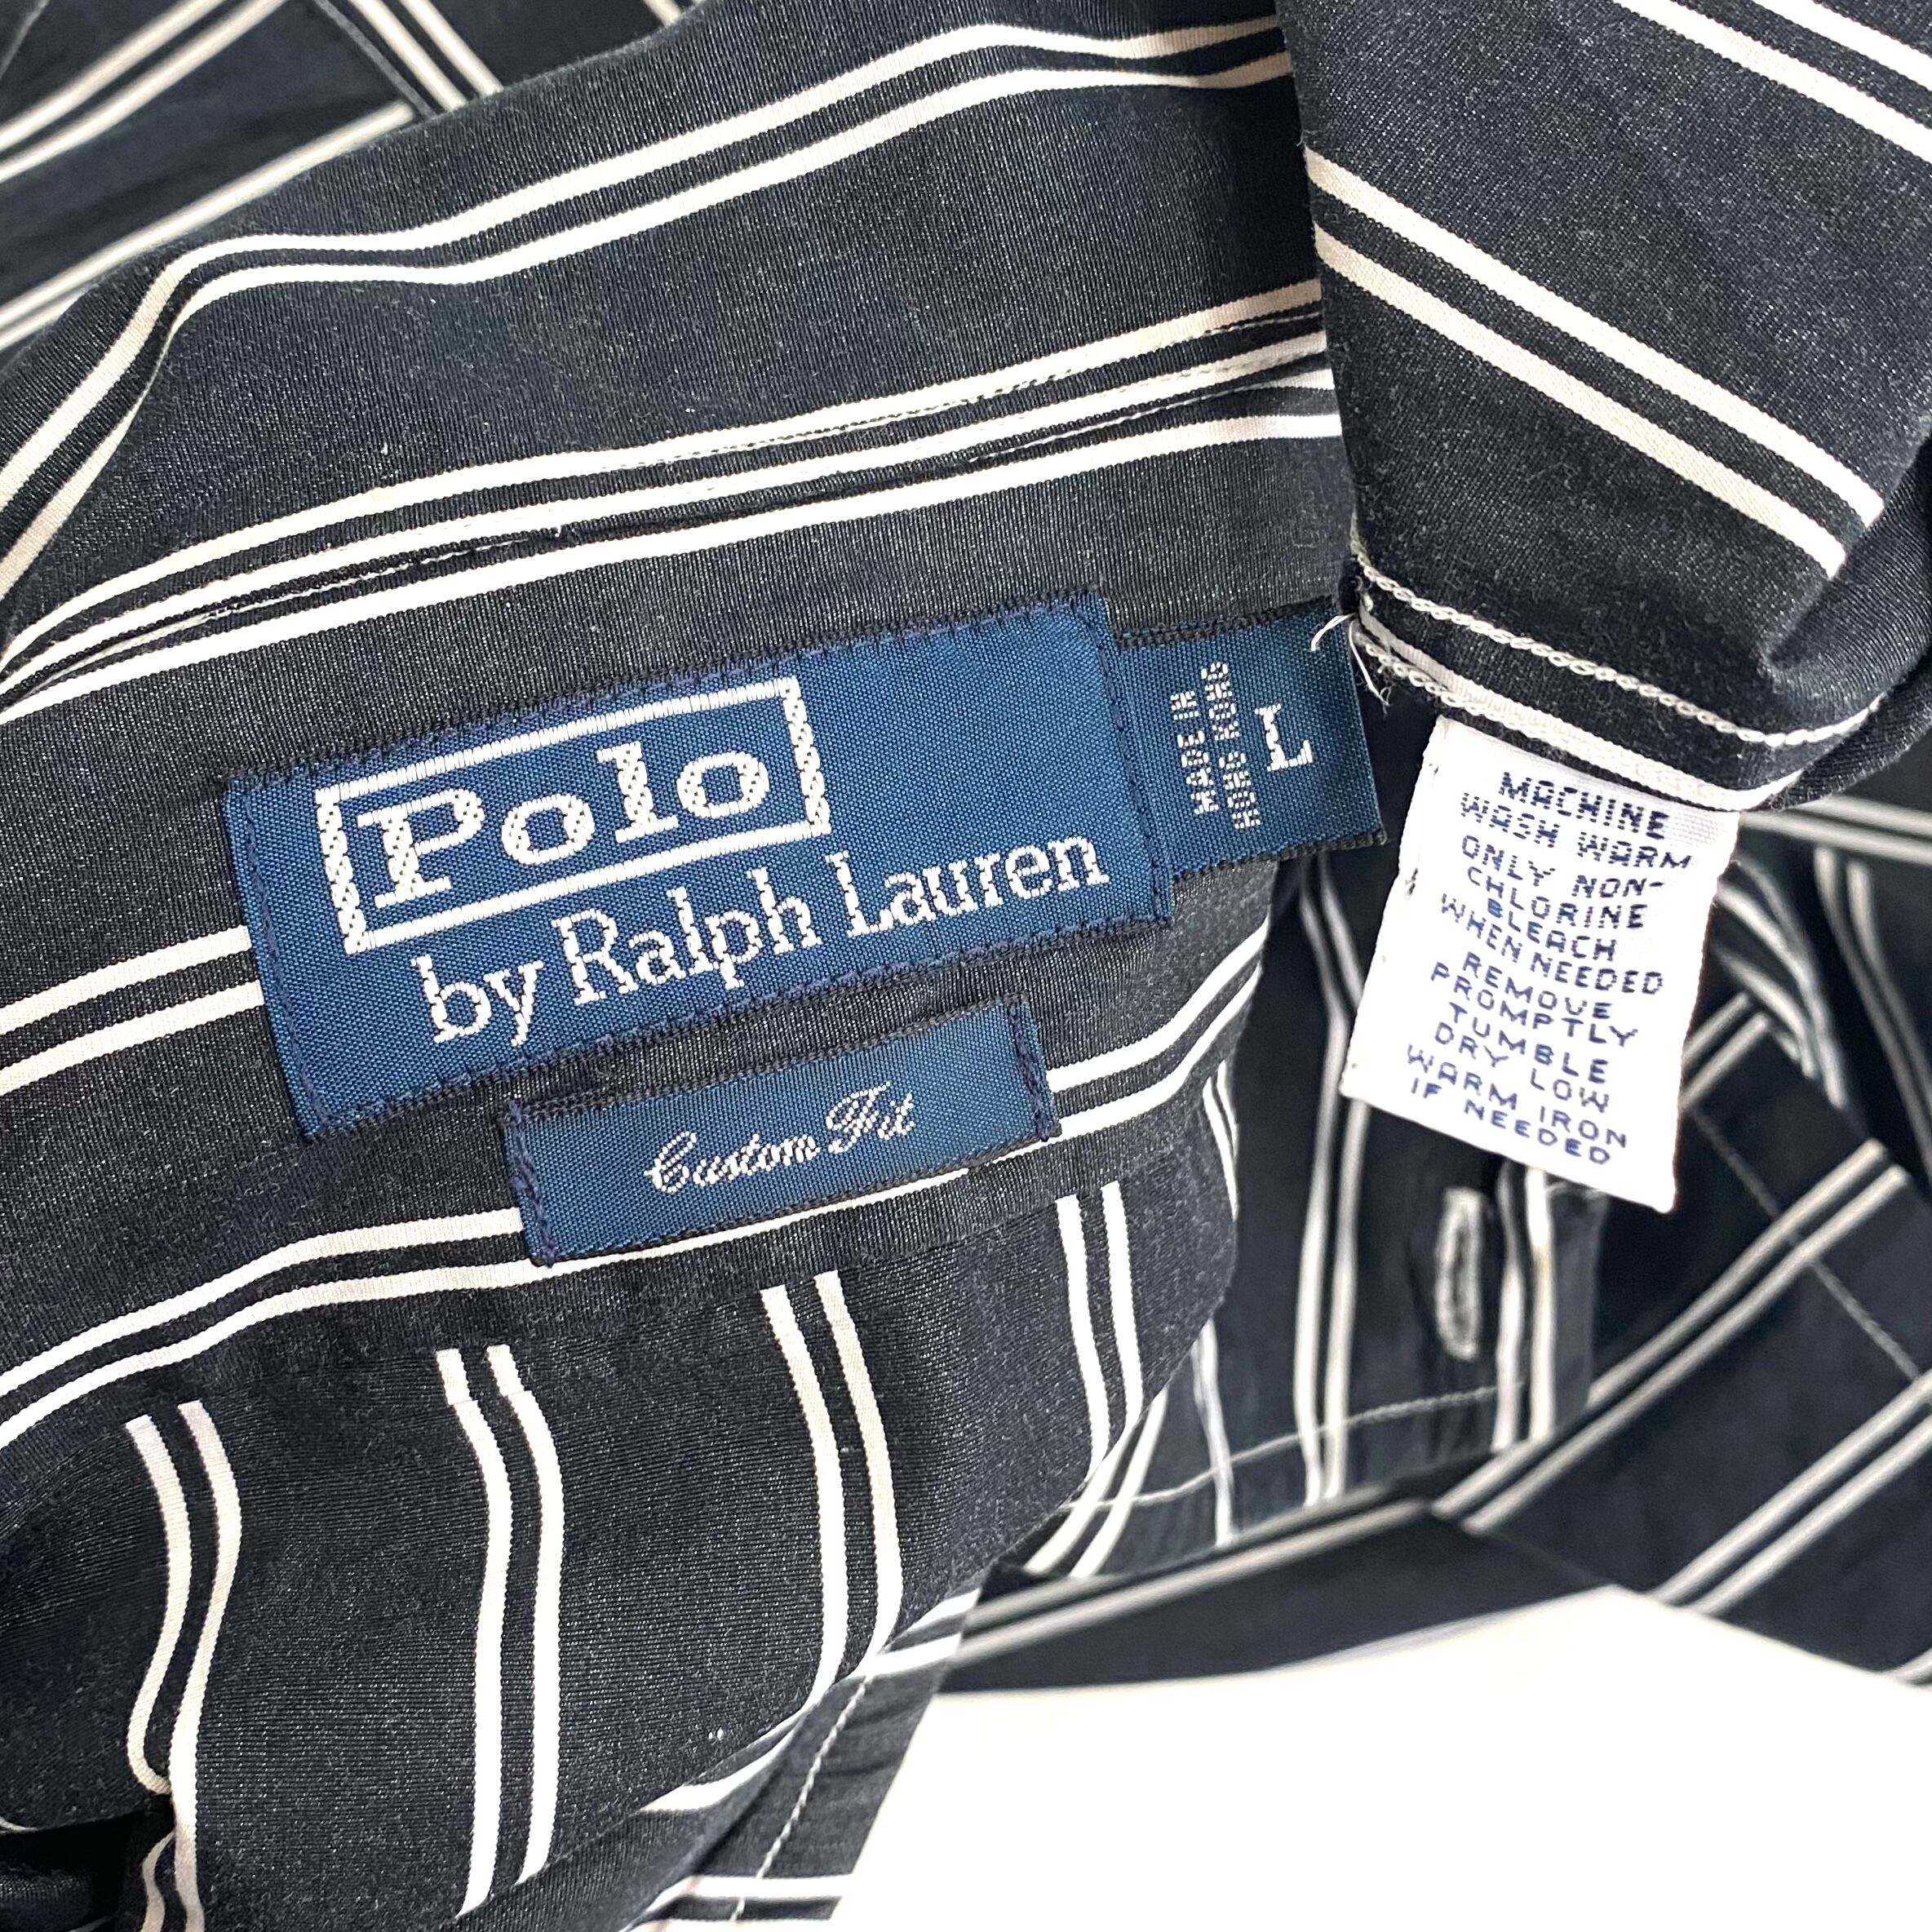 Polo
by Ralph Lauren
Custom Fit
MADE IN
HONG KONG
L
MACHINE
WASH WARM
ONLY NON-
CHLORINE
BLEACH
WHEN NEEDED
REMOVE
PROMPTLY
TUMBLE
DRY LOW
WARM IRON
IF NEEDED